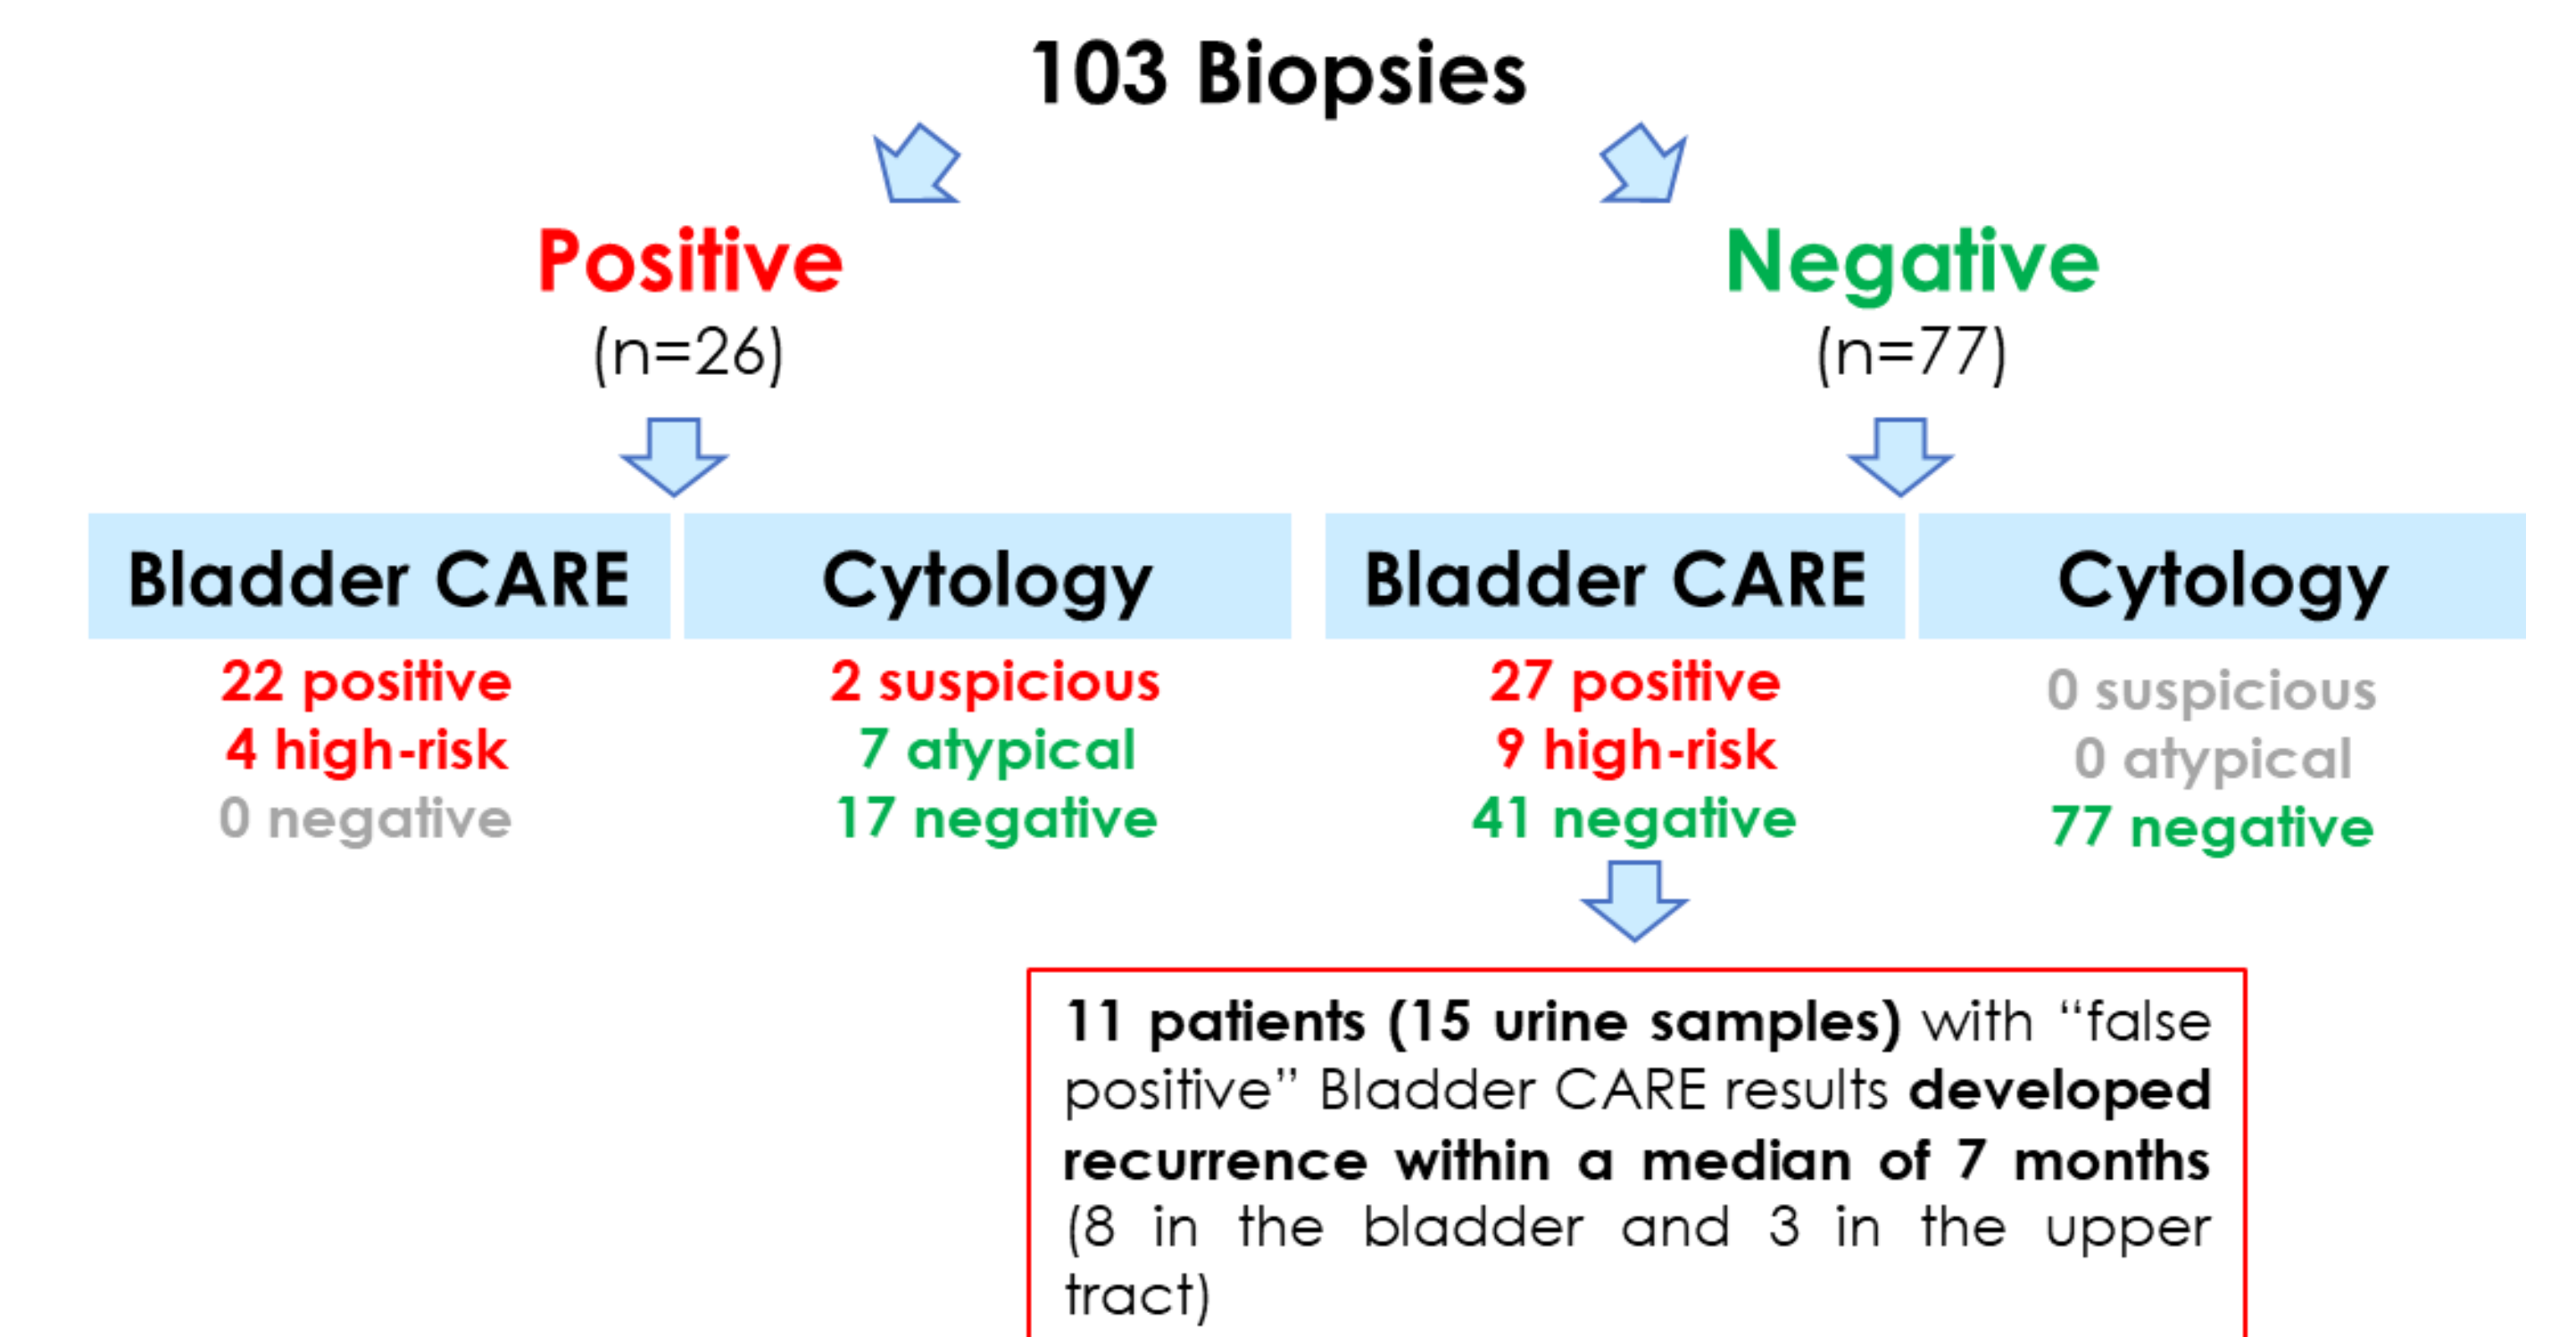 103 Biopsies
Positive
(n=26)
Negative
(n=77)
Bladder CARE
22 positive
4 high-risk
0 negative
Cytology
2 suspicious
7 atypical
17 negative
Bladder CARE
27 positive
9 high-risk
41 negative
Cytology
0 suspicious
0 atypical
77 negative
11 patients (15 urine samples) with “false
positive” Bladder CARE results developed
recurrence within a median of 7 months
(8 in the bladder and 3 in the upper
tract)